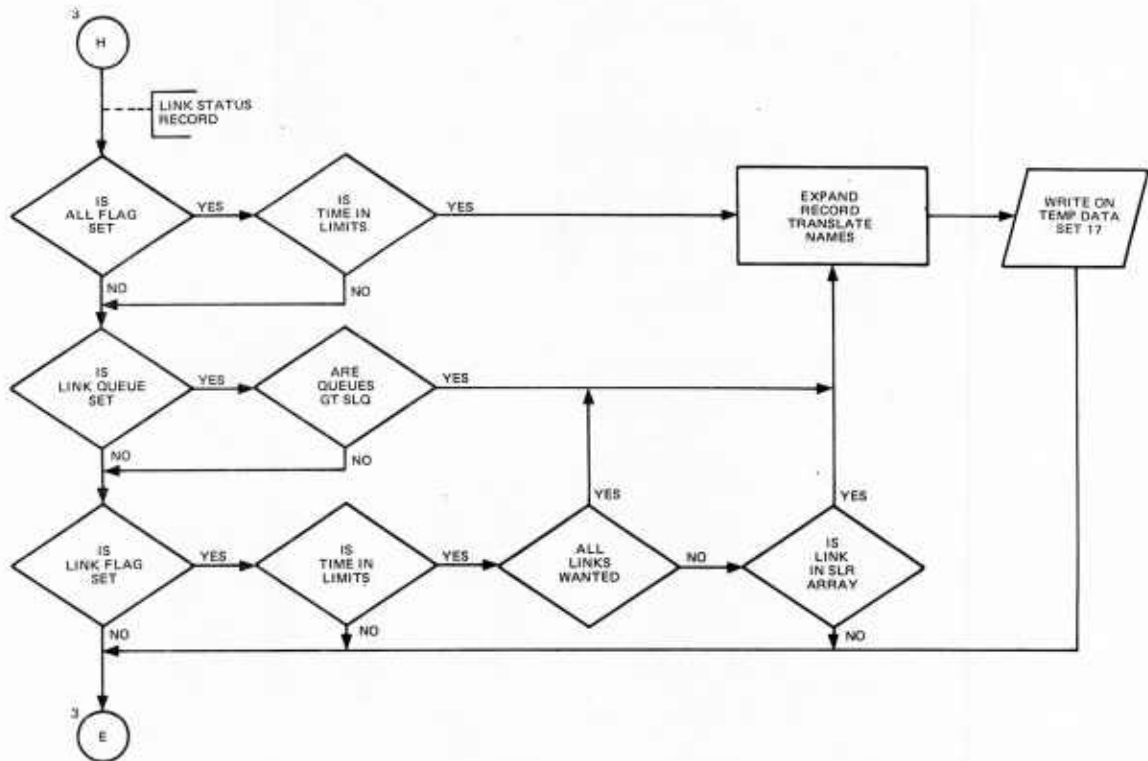 3
H
LINK STATUS
RECORD
IS
ALL FLAG
SET
YES
NO
IS
TIME IN
LIMITS
YES
NO
EXPAND
RECORD
TRANSLATE
NAMES
WRITE ON
TEMP DATA
SET 17
IS
LINK QUEUE
SET
YES
NO
ARE
QUEUES
GT SLQ
YES
NO
IS
LINK FLAG
SET
YES
NO
IS
TIME IN
LIMITS
YES
NO
ALL
LINKS
WANTED
YES
NO
IS
LINK
IN SLR
ARRAY
YES
NO
3
E